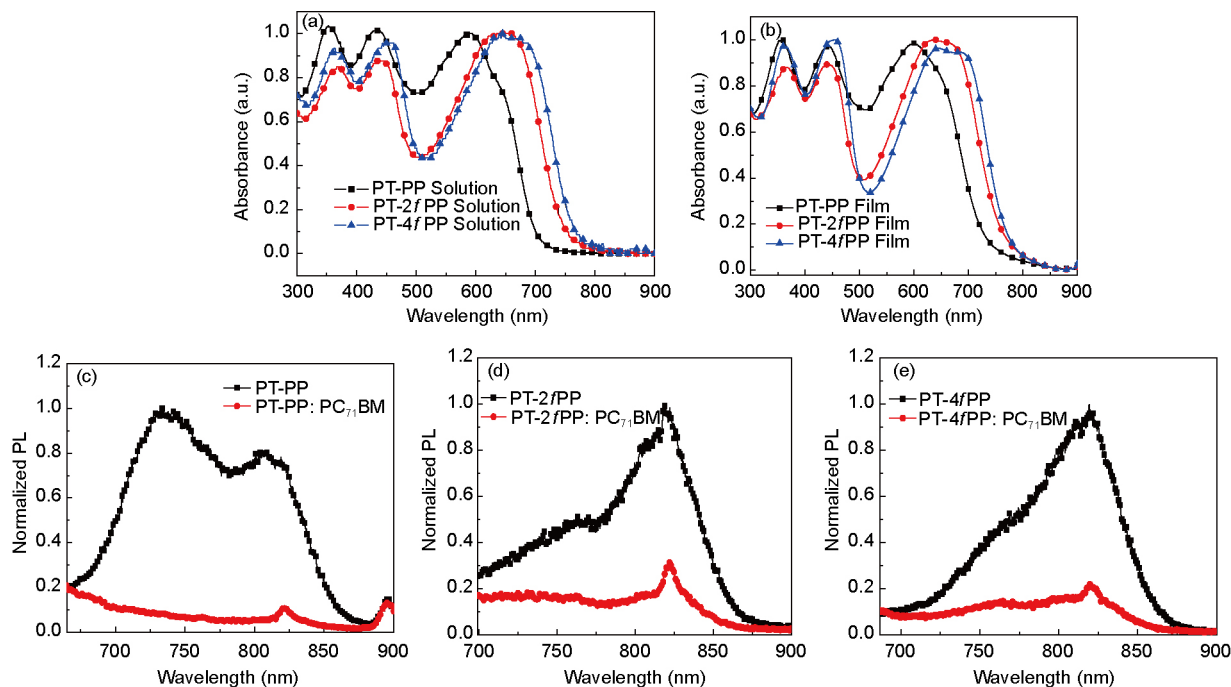 (a)
1.0
0.8
0.6
0.4
0.2
0.0
Absorbance (a.u.)
PT-PP Solution
PT-2fPP Solution
PT-4fPP Solution
300 400 500 600 700 800 900
Wavelength (nm)
(b)
1.0
0.8
0.6
0.4
0.2
0.0
Absorbance (a.u.)
PT-PP Film
PT-2fPP Film
PT-4fPP Film
300 400 500 600 700 800 900
Wavelength (nm)
(c)
1.2
1.0
0.8
0.6
0.4
0.2
0.0
Normalized PL
PT-PP
PT-PP: PC₇₁BM
700 750 800 850 900
Wavelength (nm)
(d)
1.2
1.0
0.8
0.6
0.4
0.2
0.0
Normalized PL
PT-2fPP
PT-2fPP: PC₇₁BM
700 750 800 850 900
Wavelength (nm)
(e)
1.2
1.0
0.8
0.6
0.4
0.2
0.0
Normalized PL
PT-4fPP
PT-4fPP: PC₇₁BM
700 750 800 850 900
Wavelength (nm)